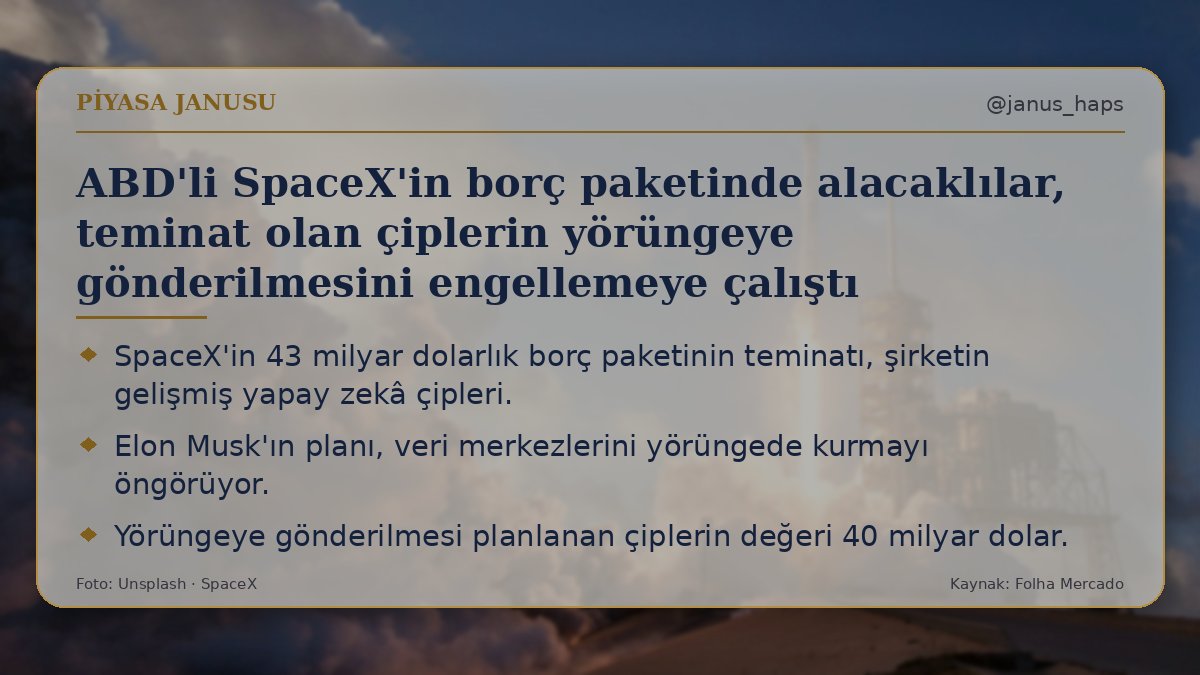 PİYASA JANUSU
@janus_haps
ABD'li SpaceX'in borç paketinde alacaklılar,
teminat olan çiplerin yörüngeye
gönderilmesini engellemeye çalıştı
SpaceX'in 43 milyar dolarlık borç paketinin teminatı, şirketin
gelişmiş yapay zekâ çipleri.
Elon Musk'ın planı, veri merkezlerini yörüngede kurmayı
öngörüyor.
Yörüngeye gönderilmesi planlanan çiplerin değeri 40 milyar dolar.
Foto: Unsplash · SpaceX
Kaynak: Folha Mercado